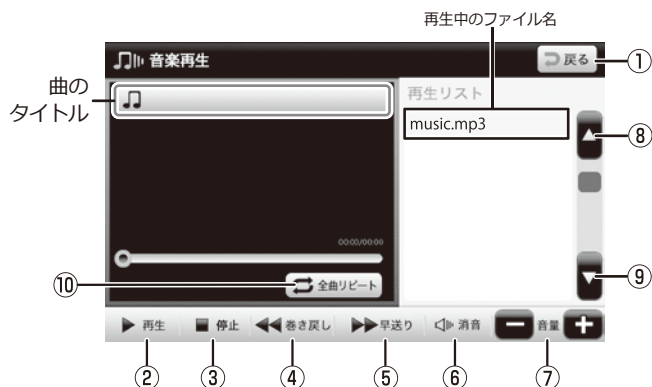 再生中のファイル名
音楽再生
戻る
①
曲の
タイトル
再生リスト
music.mp3
⑧
00:00/00:00
⑩
全曲リピート
⑨
再生
停止
巻き戻し
早送り
消音
音量
②
③
④
⑤
⑥
⑦